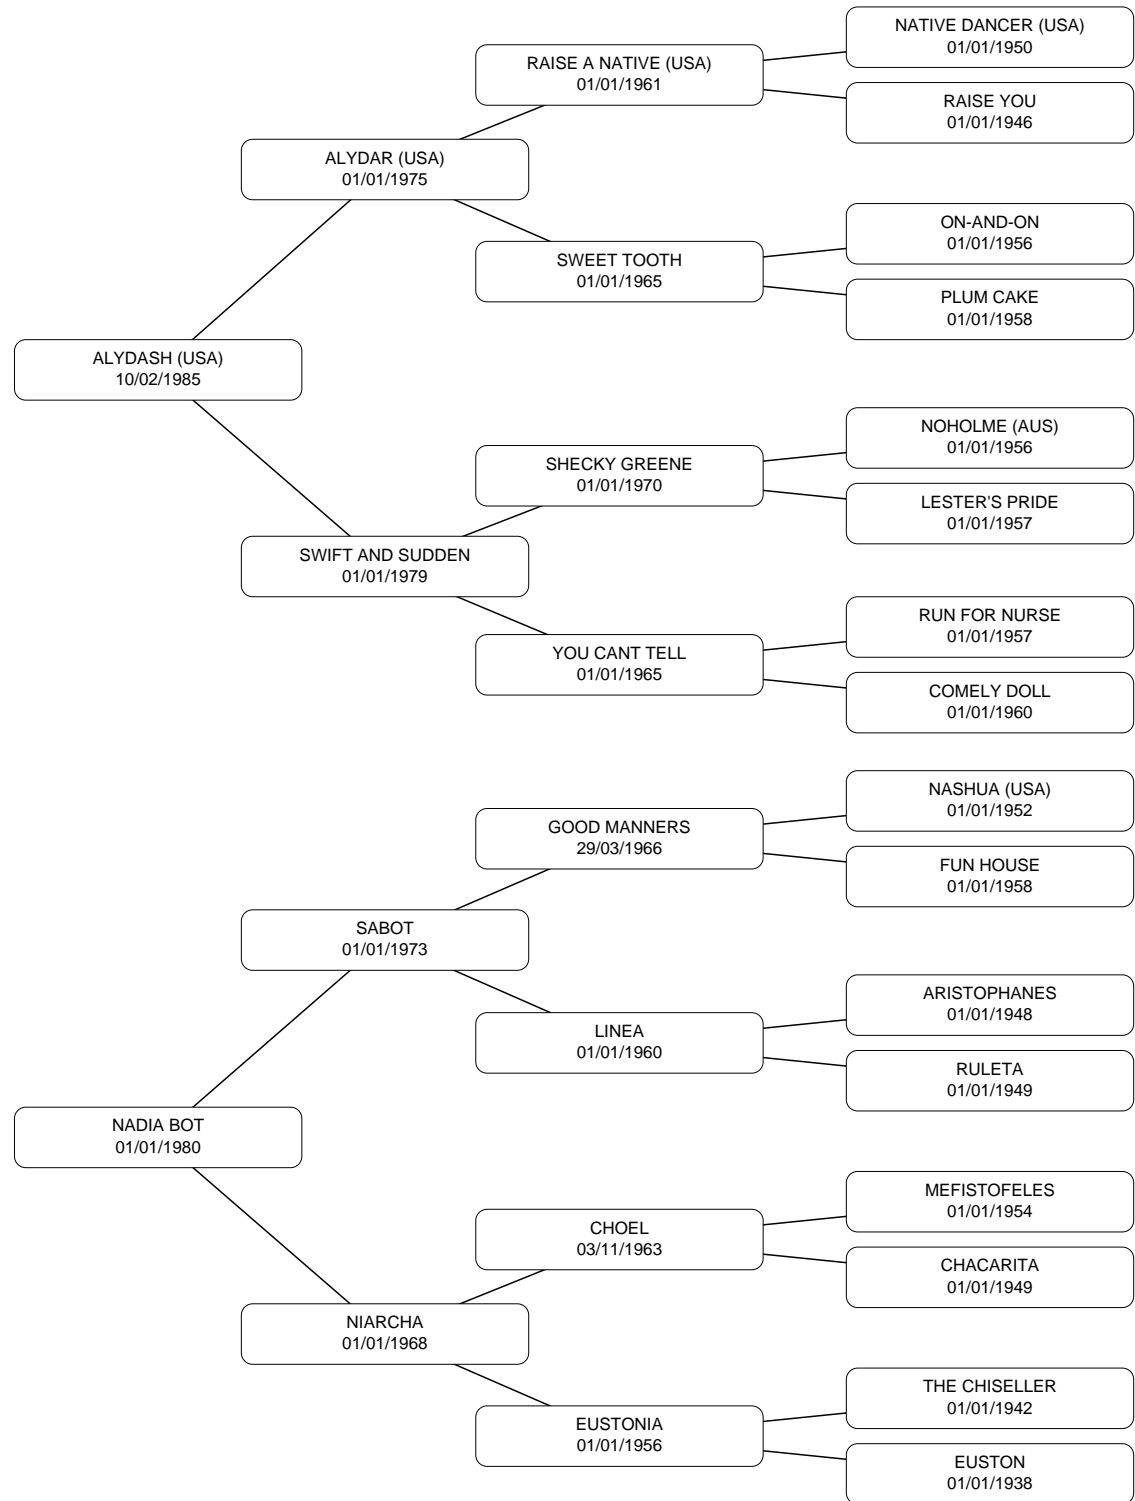 NATIVE DANCER (USA)
01/01/1950
RAISE A NATIVE (USA)
01/01/1961
RAISE YOU
01/01/1946
ALYDAR (USA)
01/01/1975
ON-AND-ON
01/01/1956
SWEET TOOTH
01/01/1965
PLUM CAKE
01/01/1958
ALYDASH (USA)
10/02/1985
NOHOLME (AUS)
01/01/1956
SHECKY GREENE
01/01/1970
LESTER'S PRIDE
01/01/1957
SWIFT AND SUDDEN
01/01/1979
RUN FOR NURSE
01/01/1957
YOU CANT TELL
01/01/1965
COMELY DOLL
01/01/1960
NASHUA (USA)
01/01/1952
GOOD MANNERS
29/03/1966
FUN HOUSE
01/01/1958
SABOT
01/01/1973
ARISTOPHANES
01/01/1948
LINEA
01/01/1960
RULETA
01/01/1949
NADIA BOT
01/01/1980
MEFISTOFELES
01/01/1954
CHOEL
03/11/1963
CHACARITA
01/01/1949
NIARCHA
01/01/1968
THE CHISELLER
01/01/1942
EUSTONIA
01/01/1956
EUSTON
01/01/1938